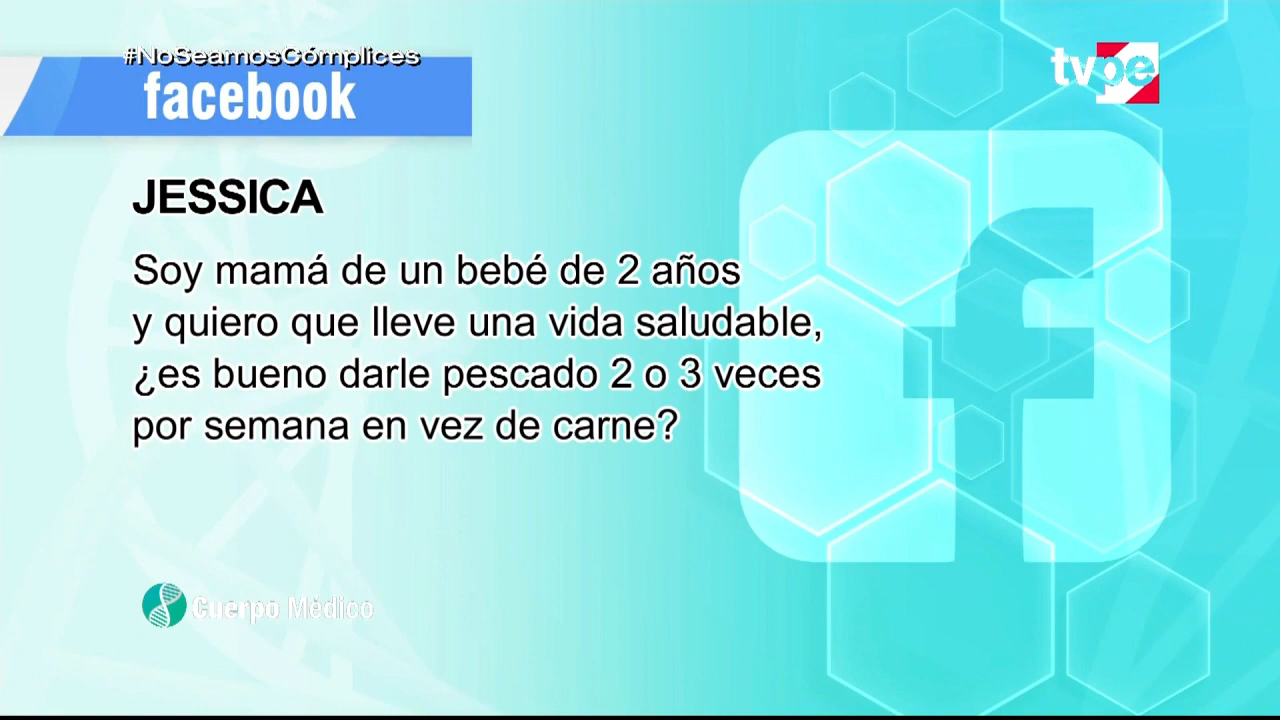 #NoSeamosCómplices
facebook
tvpe
JESSICA
Soy mamá de un bebé de 2 años
y quiero que lleve una vida saludable,
¿es bueno darle pescado 2 o 3 veces
por semana en vez de carne?
Cuerpo Médico